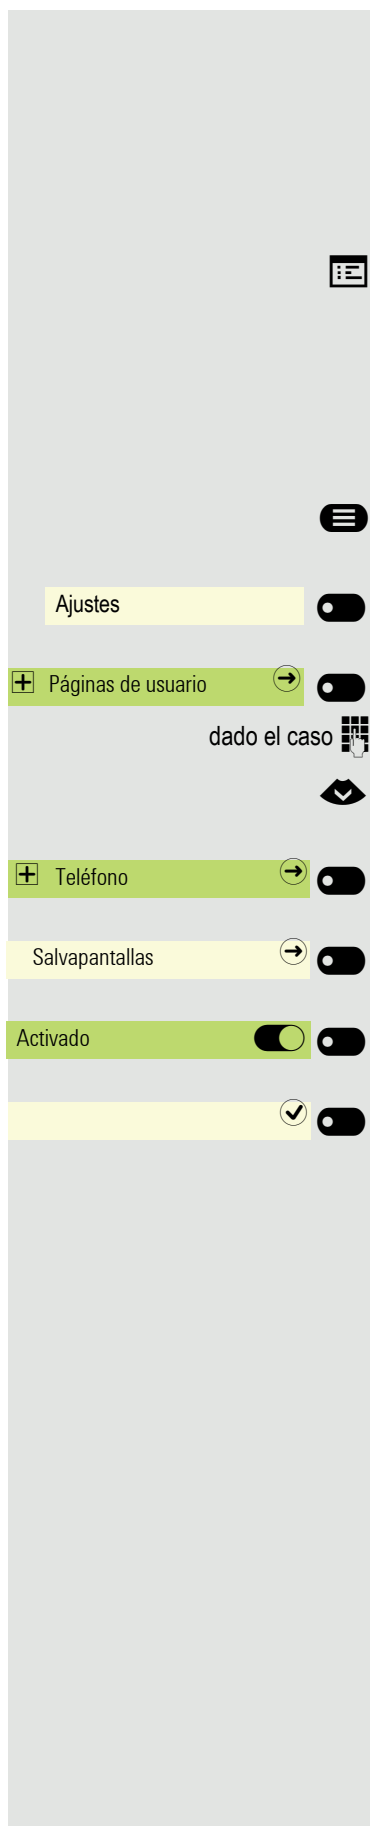 Ajustes
Páginas de usuario
dado el caso
Teléfono
Salvapantallas
Activado